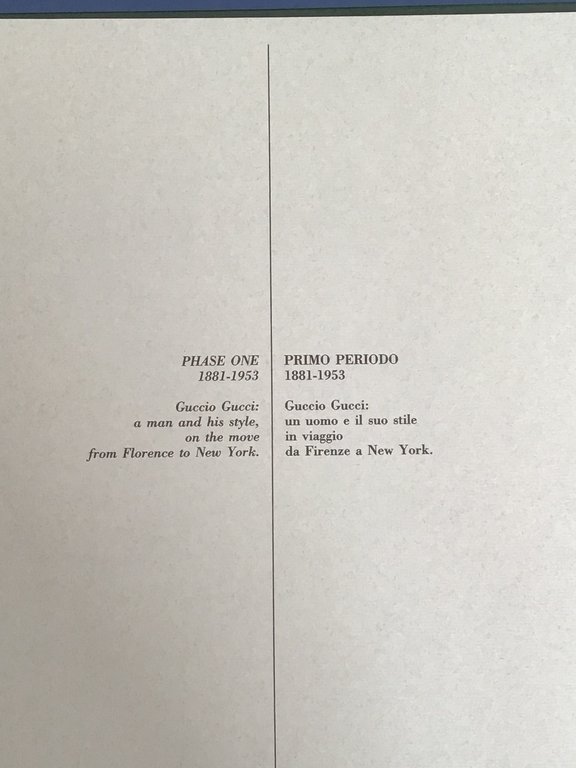 PHASE ONE
1881-1953
Guccio Gucci:
a man and his style,
on the move
from Florence to New York.
PRIMO PERIODO
1881-1953
Guccio Gucci:
un uomo e il suo stile
in viaggio
da Firenze a New York.